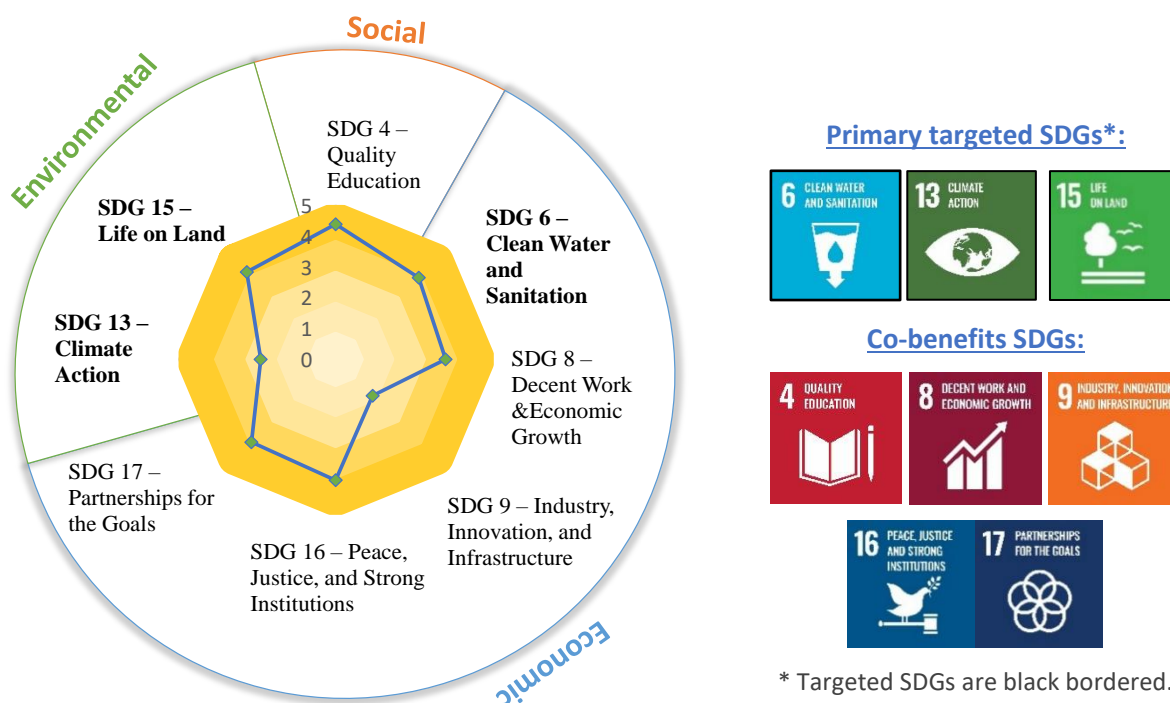 Social
Environmental
SDG 4 –
Quality
Education
SDG 15 –
Life on Land
SDG 6 –
Clean Water
and
Sanitation
SDG 13 –
Climate
Action
5
4
3
2
1
0
SDG 8 –
Decent Work
&Economic
Growth
SDG 17 –
Partnerships for
the Goals
SDG 9 – Industry,
Innovation, and
Infrastructure
SDG 16 – Peace,
Justice, and Strong
Institutions
Economic
Primary targeted SDGs*:
6 CLEAN WATER
AND SANITATION
13 CLIMATE
ACTION
15 LIFE
ON LAND
Co-benefits SDGs:
4 QUALITY
EDUCATION
8 DECENT WORK AND
ECONOMIC GROWTH
9 INDUSTRY, INNOVATION
AND INFRASTRUCTURE
16 PEACE, JUSTICE
AND STRONG
INSTITUTIONS
17 PARTNERSHIPS
FOR THE GOALS
* Targeted SDGs are black bordered.